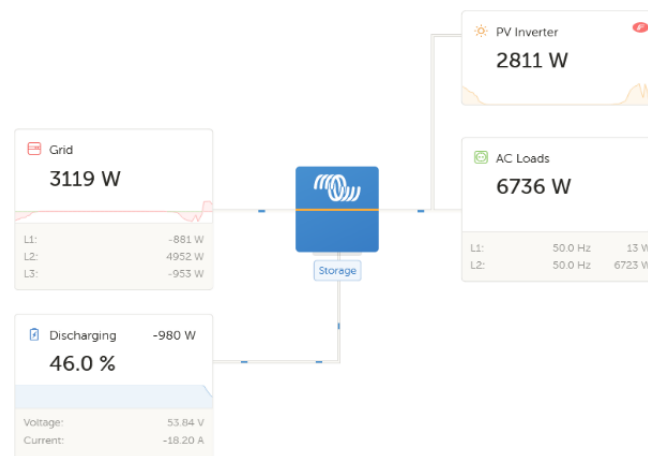 PV Inverter
2811 W
Grid
3119 W
L1: -881 W
L2: 4952 W
L3: -953 W
AC Loads
6736 W
L1: 50.0 Hz 13 W
L2: 50.0 Hz 6723 W
Storage
Discharging -980 W
46.0 %
Voltage: 53.84 V
Current: -18.20 A